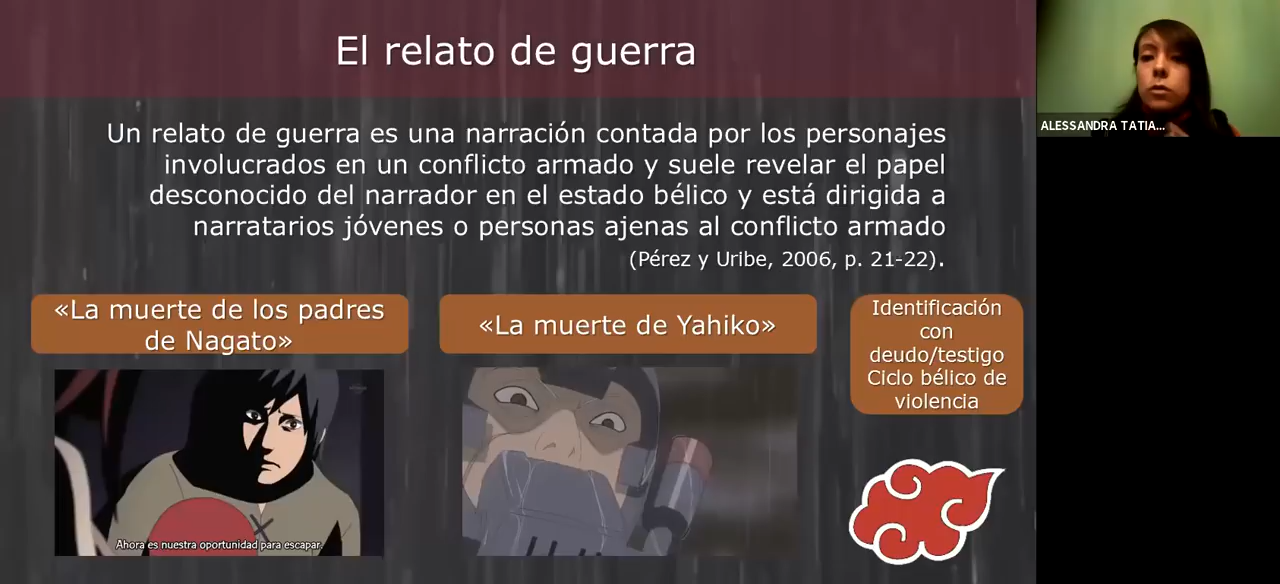 El relato de guerra
Un relato de guerra es una narración contada por los personajes
involucrados en un conflicto armado y suele revelar el papel
desconocido del narrador en el estado bélico y está dirigida a
narratarios jóvenes o personas ajenas al conflicto armado
(Pérez y Uribe, 2006, p. 21-22).
«La muerte de los padres
de Nagato»
«La muerte de Yahiko»
Identificación
con
deudo/testigo
Ciclo bélico de
violencia
Ahora es nuestra oportunidad para escapar.
ALESSANDRA TATIA...